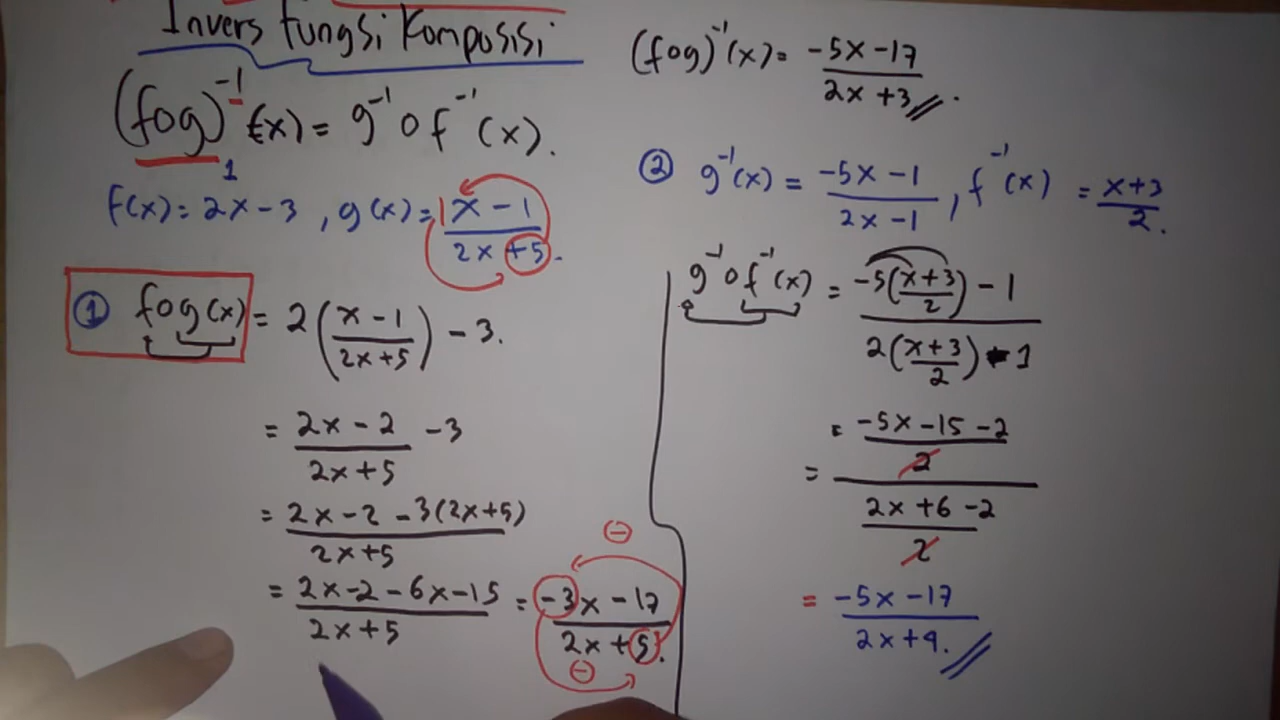 Invers Fungsi Komposisi
(fog)⁻¹(x) = g⁻¹ o f⁻¹(x).
1
f(x) = 2x - 3 , g(x) = 1x - 1 / 2x + 5 .
① fog(x) = 2 ( x - 1 / 2x + 5 ) - 3.
= 2x - 2 / 2x + 5 - 3
= 2x - 2 - 3(2x + 5) / 2x + 5
= 2x - 2 - 6x - 15 / 2x + 5 = -3x - 17 / 2x + 5.
⊖
⊖
(fog)⁻¹(x) = -5x - 17 / 2x + 3 .
② g⁻¹(x) = -5x - 1 / 2x - 1 , f⁻¹(x) = x + 3 / 2.
g⁻¹ o f⁻¹(x) = -5( x + 3 / 2 ) - 1 / 2( x + 3 / 2 ) - 1
= = -5x - 15 - 2 / 2 / 2x + 6 - 2 / 2
= -5x - 17 / 2x + 4.